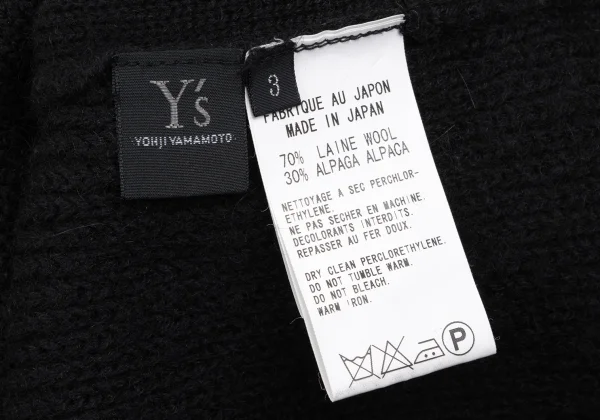 Y's
YOHJI YAMAMOTO
3
FABRIQUE AU JAPON
MADE IN JAPAN
70% LAINE WOOL
30% ALPAGA ALPACA
NETTOYAGE A SEC PERCHLOR-
ETHYLENE.
NE PAS SECHER EN MACHINE.
DECOLORANTS INTERDITS.
REPASSER AU FER DOUX.
DRY CLEAN PERCLORETHYLENE.
DO NOT TUMBLE WARM.
DO NOT BLEACH.
WARM IRON.
P